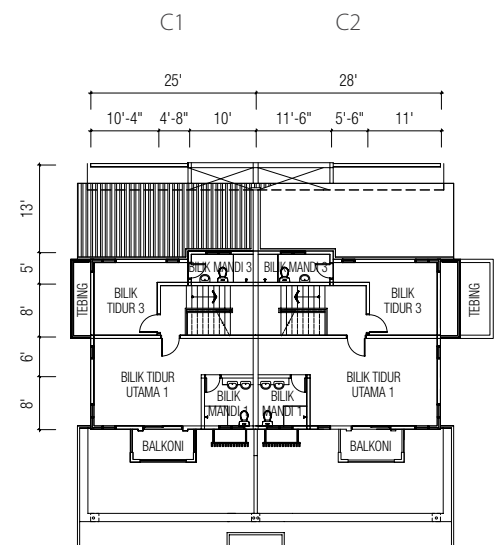 C1 C2
25' 28'
10'-4" 4'-8" 10' 11'-6" 5'-6" 11'
13'
5'
8'
6'
8'
BILIK MANDI 3 BILIK MANDI 3
TEBING
BILIK
TIDUR 3
BILIK
TIDUR 3
TEBING
BILIK TIDUR
UTAMA 1
BILIK
MANDI 1
BILIK
MANDI 1
BILIK TIDUR
UTAMA 1
BALKONI BALKONI